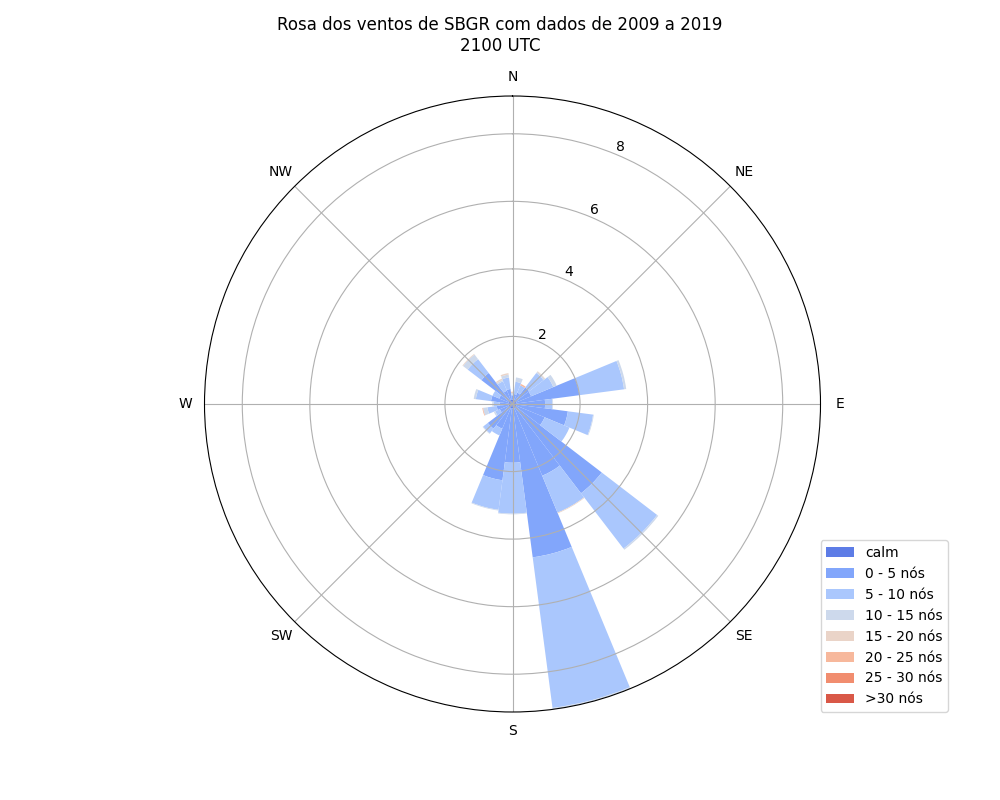 Rosa dos ventos de SBGR com dados de 2009 a 2019
2100 UTC
N
NW
NE
8
6
4
2
W
E
SW
SE
S
calm
0 - 5 nós
5 - 10 nós
10 - 15 nós
15 - 20 nós
20 - 25 nós
25 - 30 nós
>30 nós